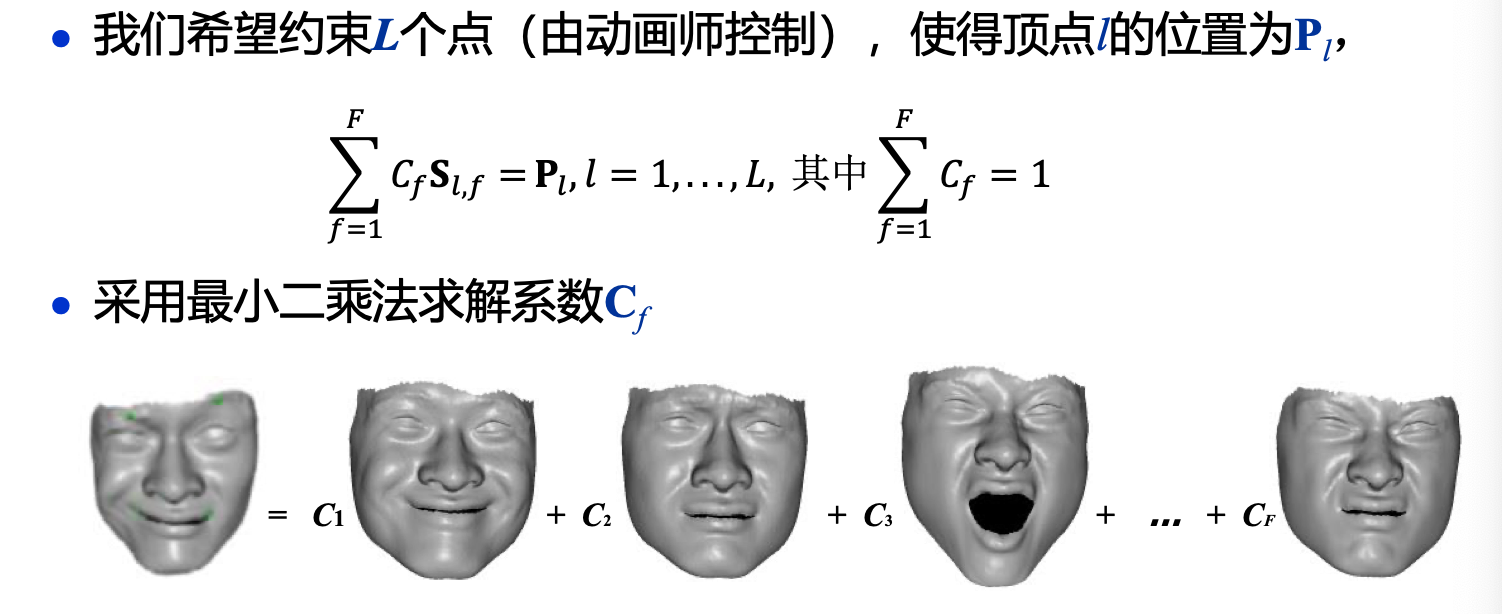 • 我们希望约束L个点（由动画师控制），使得顶点l的位置为Pₗ，
∑_{f=1}^{F} C_f S_{l,f} = P_l, l = 1,...,L, 其中 ∑_{f=1}^{F} C_f = 1
• 采用最小二乘法求解系数C_f
= C₁ + C₂ + C₃ + ... + C_F